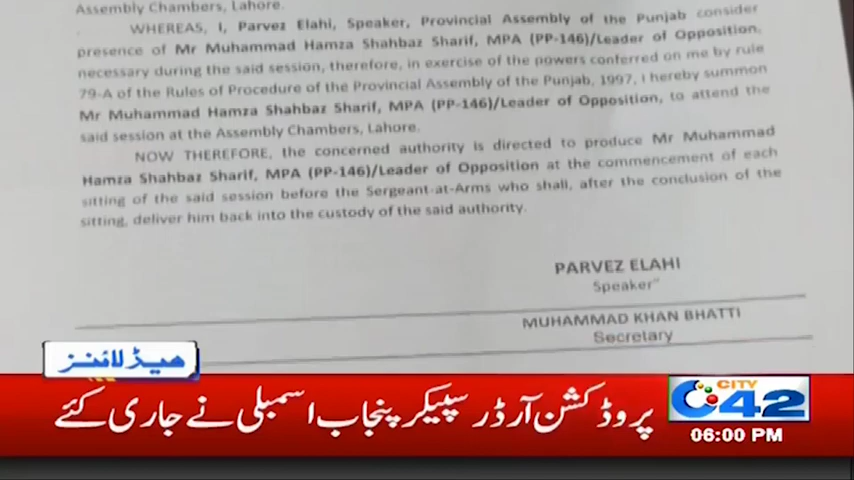 Assembly Chambers, Lahore.
WHEREAS, I, Parvez Elahi, Speaker, Provincial Assembly of the Punjab consider
presence of Mr Muhammad Hamza Shahbaz Sharif, MPA (PP-146)/Leader of Opposition,
necessary during the said session, therefore, in exercise of the powers conferred on me by rule
79-A of the Rules of Procedure of the Provincial Assembly of the Punjab, 1997, I hereby summon
Mr Muhammad Hamza Shahbaz Sharif, MPA (PP-146)/Leader of Opposition, to attend the
said session at the Assembly Chambers, Lahore.
NOW THEREFORE, the concerned authority is directed to produce Mr Muhammad
Hamza Shahbaz Sharif, MPA (PP-146)/Leader of Opposition at the commencement of each
sitting of the said session before the Sergeant-at-Arms who shall, after the conclusion of the
sitting, deliver him back into the custody of the said authority.
PARVEZ ELAHI
Speaker"
MUHAMMAD KHAN BHATTI
Secretary
ہیڈلائنز
پروڈکشن آرڈر سپیکر پنجاب اسمبلی نے جاری کئے
CITY
42
06:00 PM